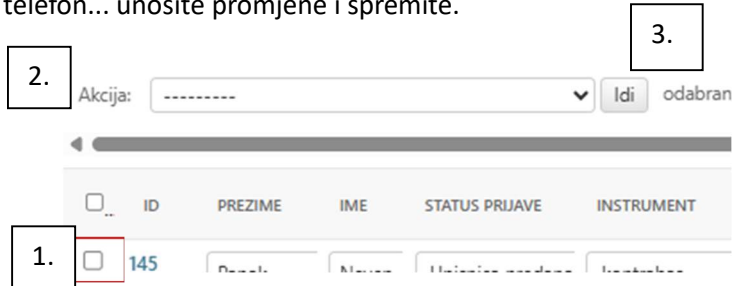 telefon... unosite promjene i spremite.
3.
2.
Akcija: --------- Idi odabran
ID PREZIME IME STATUS PRIJAVE INSTRUMENT
1.
145